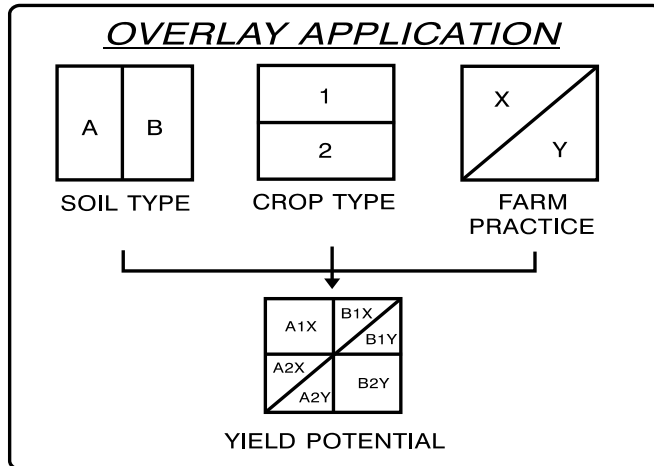 OVERLAY APPLICATION
A B
1
2
X
Y
SOIL TYPE
CROP TYPE
FARM
PRACTICE
A1X
B1X
B1Y
A2X
A2Y
B2Y
YIELD POTENTIAL